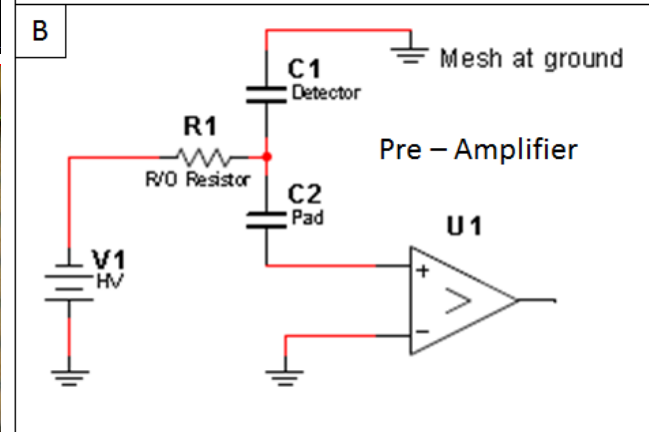 B
Mesh at ground
C1
Detector
R1
R/O Resistor
Pre – Amplifier
C2
Pad
U1
V1
HV
+
>
−